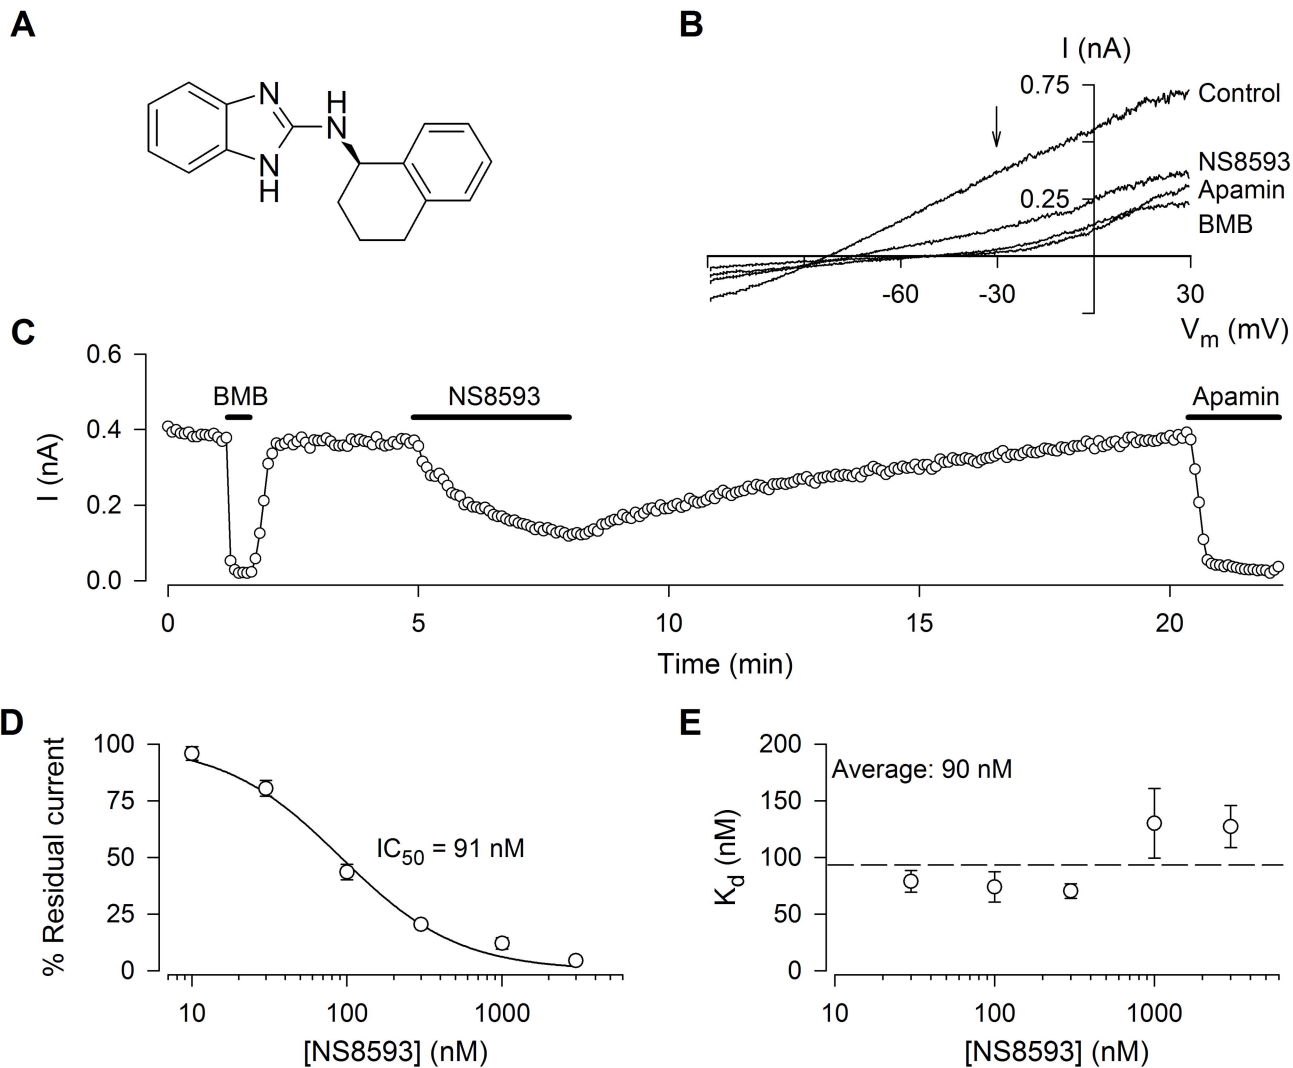 A
N
N
H
H
N
B
I (nA)
0.75
0.25
Control
NS8593
Apamin
BMB
-60
-30
30
Vm (mV)
C
I (nA)
0.6
0.4
0.2
0.0
BMB
NS8593
Apamin
0
5
10
15
20
Time (min)
D
% Residual current
100
75
50
25
0
IC50 = 91 nM
10
100
1000
[NS8593] (nM)
E
Kd (nM)
200
150
100
50
0
Average: 90 nM
10
100
1000
[NS8593] (nM)